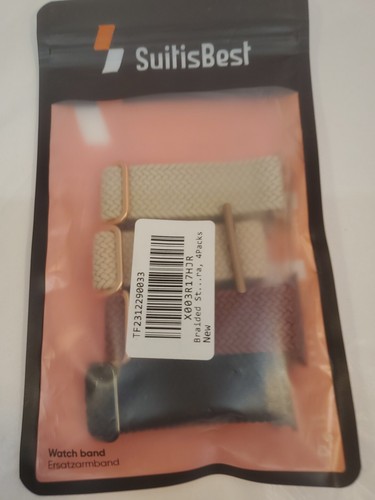 SuitisBest
TF2312290033
X003R17HJR
Braided St...ra, 4Packs
New
Watch band
Ersatzarmband